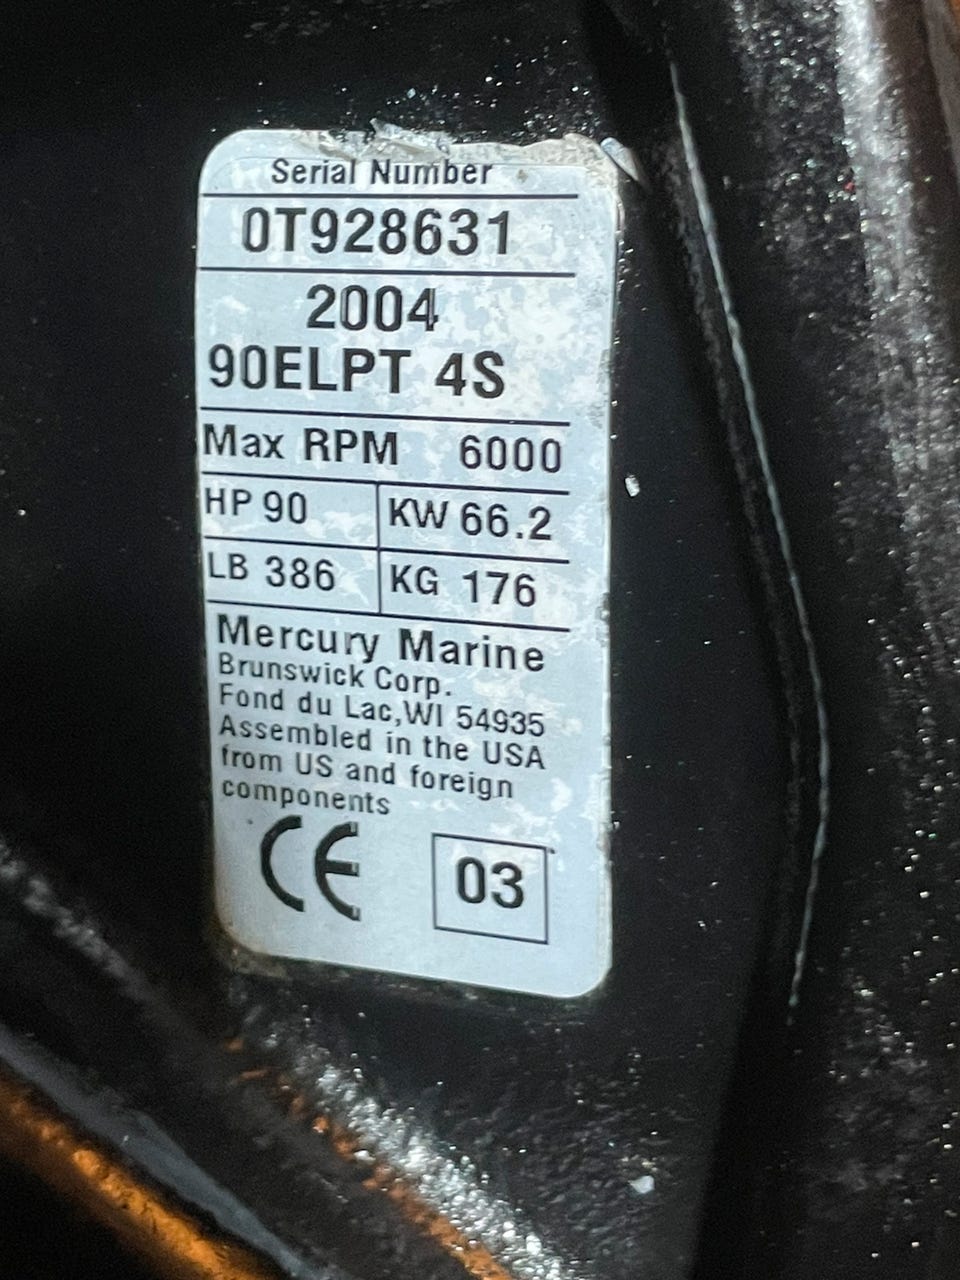 Serial Number
0T928631
2004
90ELPT 4S
Max RPM 6000
HP 90 KW 66.2
LB 386 KG 176
Mercury Marine
Brunswick Corp.
Fond du Lac,WI 54935
Assembled in the USA
from US and foreign
components
CE 03